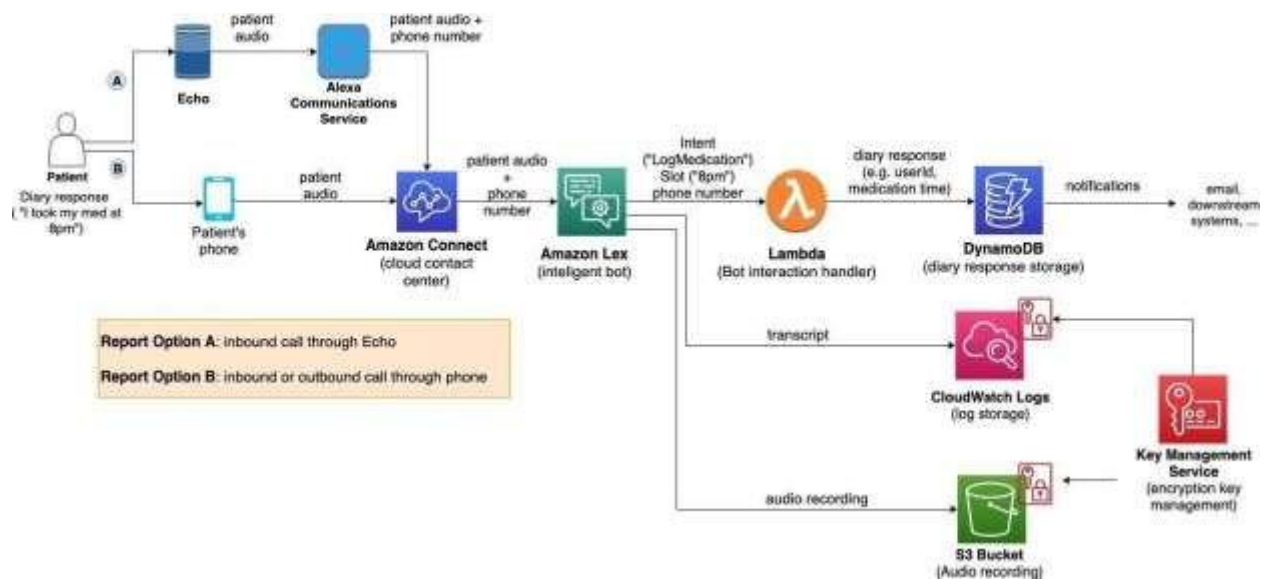 patient
audio
patient audio +
phone number
A
Echo
Alexa
Communications
Service
B
Patient
Diary response
( "I took my med at
8pm")
Patient's
phone
patient
audio
Amazon Connect
(cloud contact
center)
patient audio
+
phone
number
Amazon Lex
(inteligent bot)
Intent
("LogMedication")
Slot ("8pm")
phone number
λ
Lambda
(Bot interaction handler)
diary response
(e.g. userId,
medication time)
DynamoDB
(diary response storage)
notifications
email,
downstream
systems, ...
Report Option A: inbound call through Echo
Report Option B: inbound or outbound call through phone
transcript
CloudWatch Logs
(log storage)
Key Management
Service
(encryption key
management)
audio recording
S3 Bucket
(Audio recording)